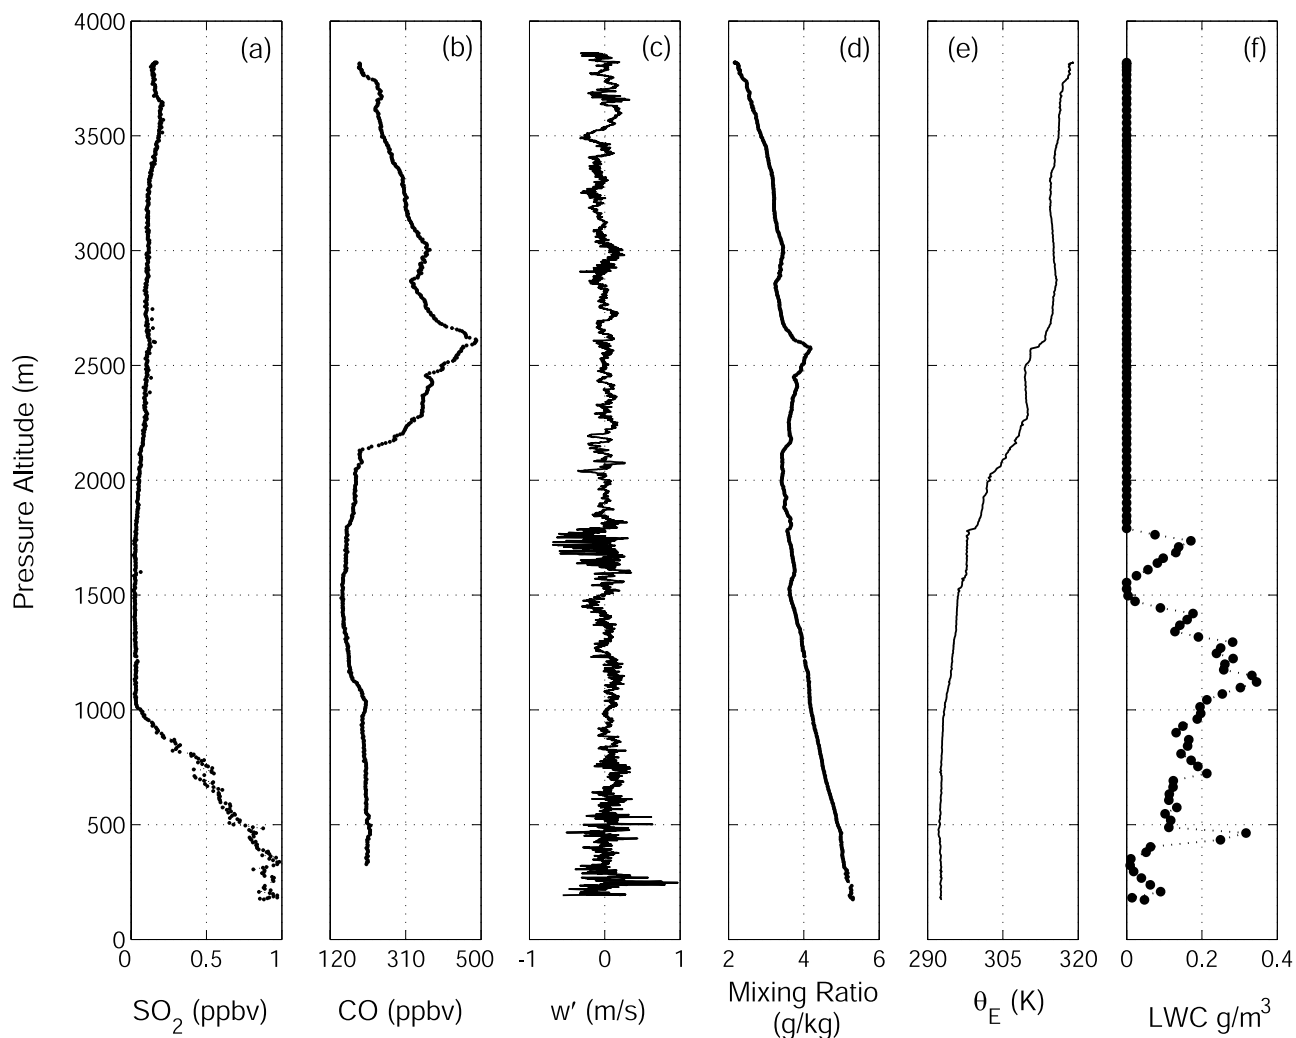 (a) (b) (c) (d) (e) (f)
4000
3500
3000
2500
2000
1500
1000
500
0
Pressure Altitude (m)
0 0.5 1 120 310 500 -1 0 1 2 4 6 290 305 320 0 0.2 0.4
SO2 (ppbv) CO (ppbv) w' (m/s) Mixing Ratio (g/kg) θE (K) LWC g/m3